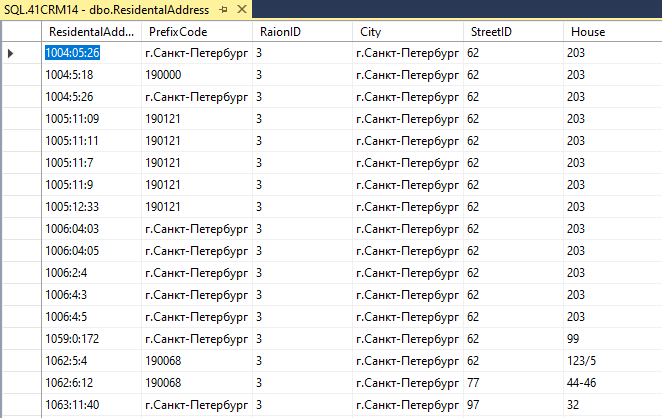 SQL.41CRM14 - dbo.ResidentalAddress
ResidentalAdd... PrefixCode RaionID City StreetID House
1004:05:26 г.Санкт-Петербург 3 г.Санкт-Петербург 62 203
1004:5:18 190000 3 г.Санкт-Петербург 62 203
1004:5:26 г.Санкт-Петербург 3 г.Санкт-Петербург 62 203
1005:11:09 190121 3 г.Санкт-Петербург 62 203
1005:11:11 190121 3 г.Санкт-Петербург 62 203
1005:11:7 190121 3 г.Санкт-Петербург 62 203
1005:11:9 190121 3 г.Санкт-Петербург 62 203
1005:12:33 190121 3 г.Санкт-Петербург 62 203
1006:04:03 г.Санкт-Петербург 3 г.Санкт-Петербург 62 203
1006:04:05 г.Санкт-Петербург 3 г.Санкт-Петербург 62 203
1006:2:4 г.Санкт-Петербург 3 г.Санкт-Петербург 62 203
1006:4:3 г.Санкт-Петербург 3 г.Санкт-Петербург 62 203
1006:4:5 г.Санкт-Петербург 3 г.Санкт-Петербург 62 203
1059:0:172 г.Санкт-Петербург 3 г.Санкт-Петербург 62 99
1062:5:4 190068 3 г.Санкт-Петербург 62 123/5
1062:6:12 190068 3 г.Санкт-Петербург 77 44-46
1063:11:40 г.Санкт-Петербург 3 г.Санкт-Петербург 97 32